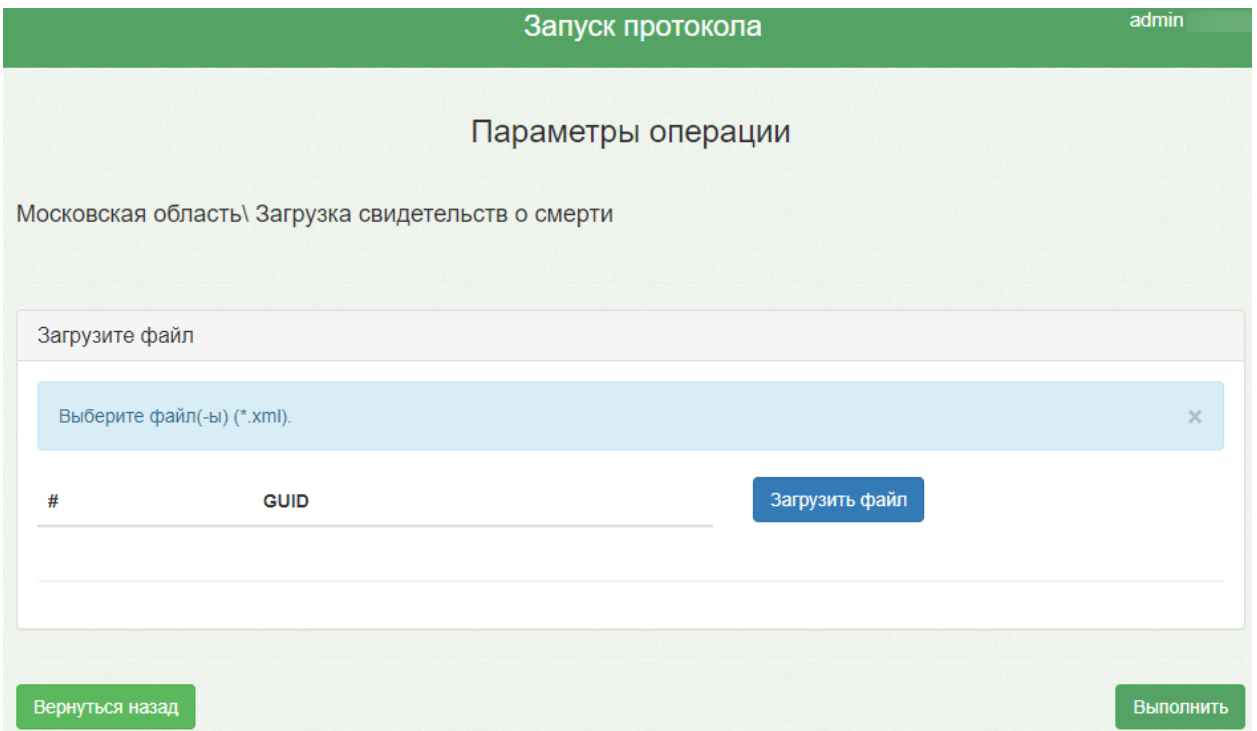 Запуск протокола
admin
Параметры операции
Московская область\ Загрузка свидетельств о смерти
Загрузите файл
Выберите файл(-ы) (*.xml).
×
# GUID
Загрузить файл
Вернуться назад
Выполнить